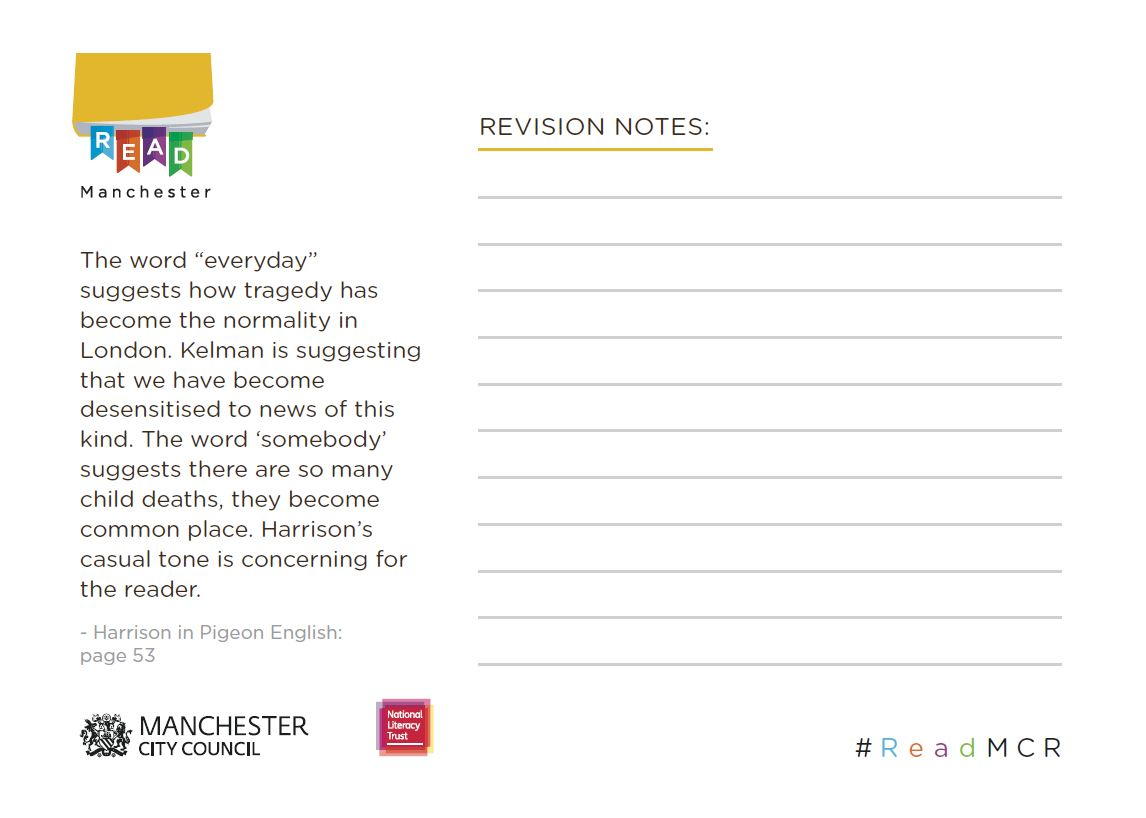 READ
Manchester
The word “everyday”
suggests how tragedy has
become the normality in
London. Kelman is suggesting
that we have become
desensitised to news of this
kind. The word ‘somebody’
suggests there are so many
child deaths, they become
common place. Harrison’s
casual tone is concerning for
the reader.
- Harrison in Pigeon English:
page 53
REVISION NOTES:
MANCHESTER
CITY COUNCIL
National
Literacy
Trust
#ReadMCR